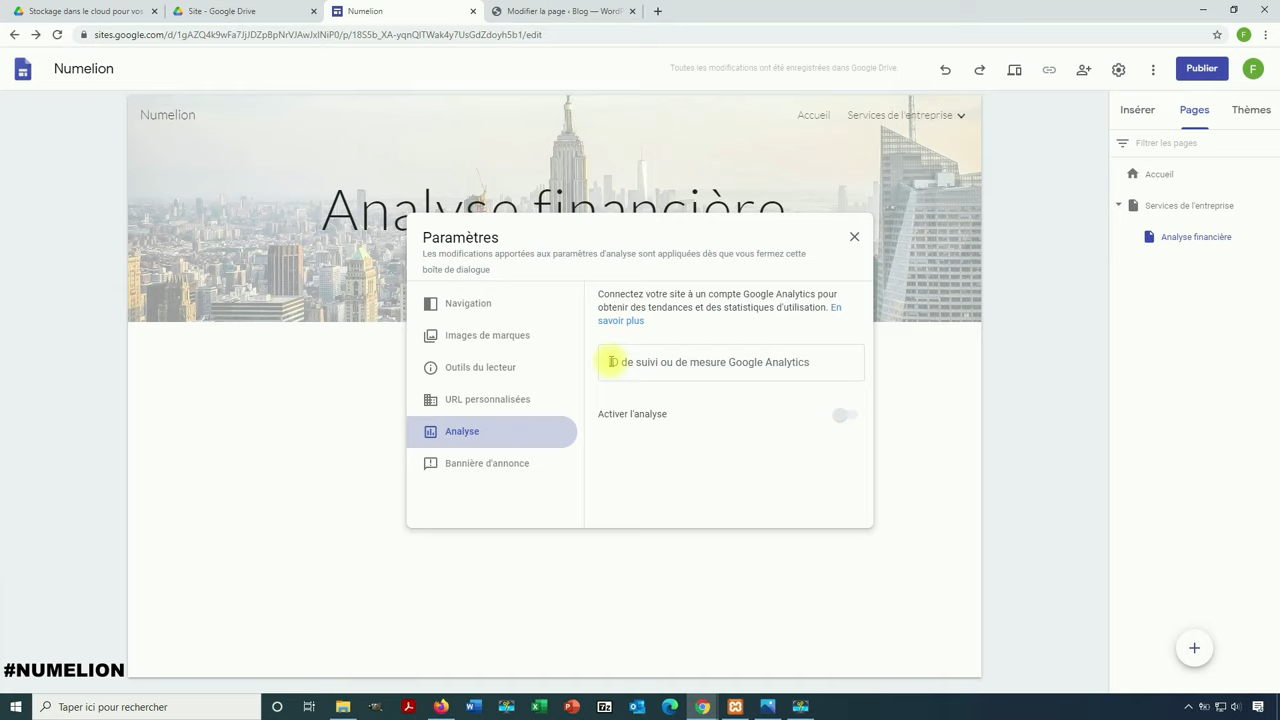 Stockage dans le cloud pour vos
Site - Google Drive
Numelion
Modifier la page ‹ Blog — WordF
sites.google.com/d/1gAZQ4k9wFa7JjJDZpBpNrVJAwJxINiP0/p/18S5b_XA-yqnQITWak4y7UsGdZdoyh5b1/edit
F
Numelion
Toutes les modifications ont été enregistrées dans Google Drive.
Publier
F
Numelion
Accueil
Services de l'entreprise
Insérer
Pages
Thèmes
Filtrer les pages
Accueil
Services de l'entreprise
Analyse financière
Analyse financière
Paramètres
Les modifications apportées aux paramètres d'analyse sont appliquées dès que vous fermez cette
boîte de dialogue
Navigation
Images de marques
Outils du lecteur
URL personnalisées
Analyse
Bannière d'annonce
Connectez votre site à un compte Google Analytics pour
obtenir des tendances et des statistiques d'utilisation. En
savoir plus
ID de suivi ou de mesure Google Analytics
Activer l'analyse
#NUMELION
Taper ici pour rechercher